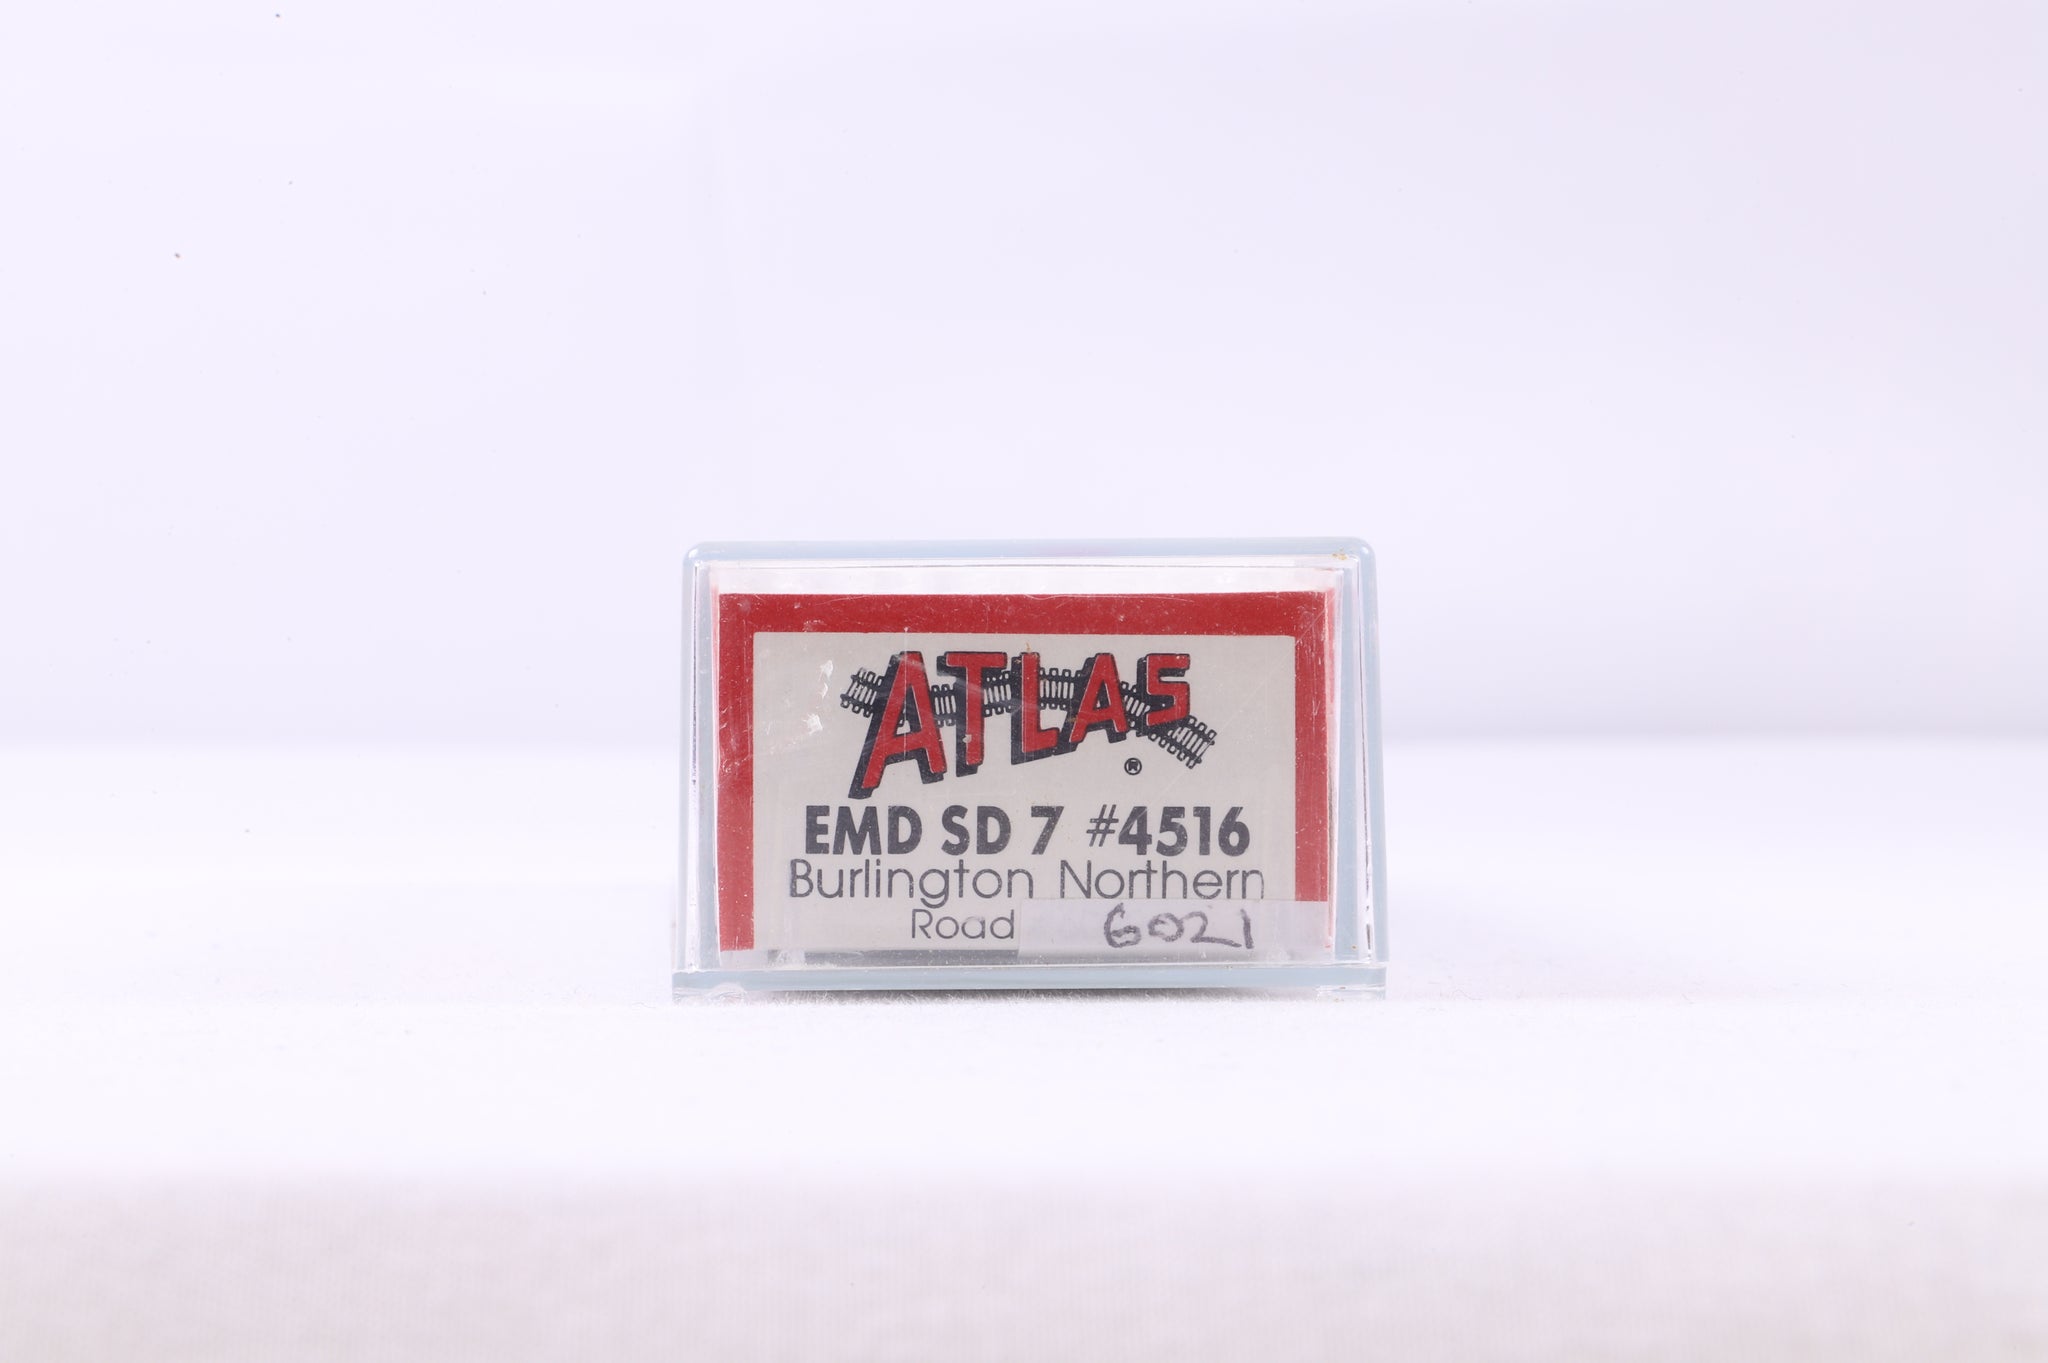 ATLAS
®
EMD SD 7 #4516
Burlington Northern
Road 6021